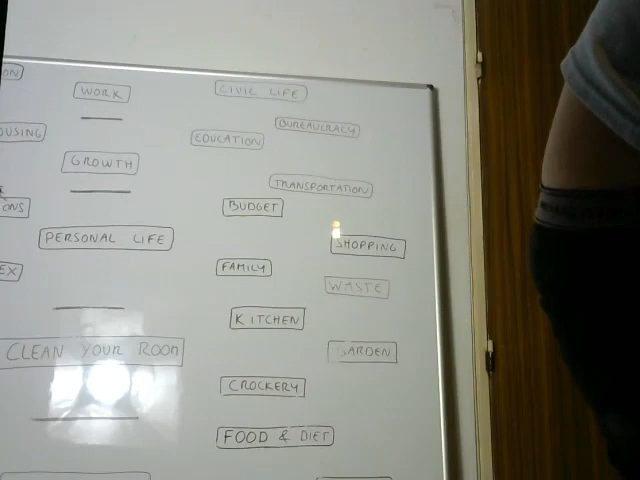 WORK
CIVIL LIFE
BUREAUCRACY
EDUCATION
GROWTH
TRANSPORTATION
ONS
BUDGET
PERSONAL LIFE
SHOPPING
EX
FAMILY
WASTE
KITCHEN
CLEAN YOUR ROOM
GARDEN
CROCKERY
FOOD & DIET